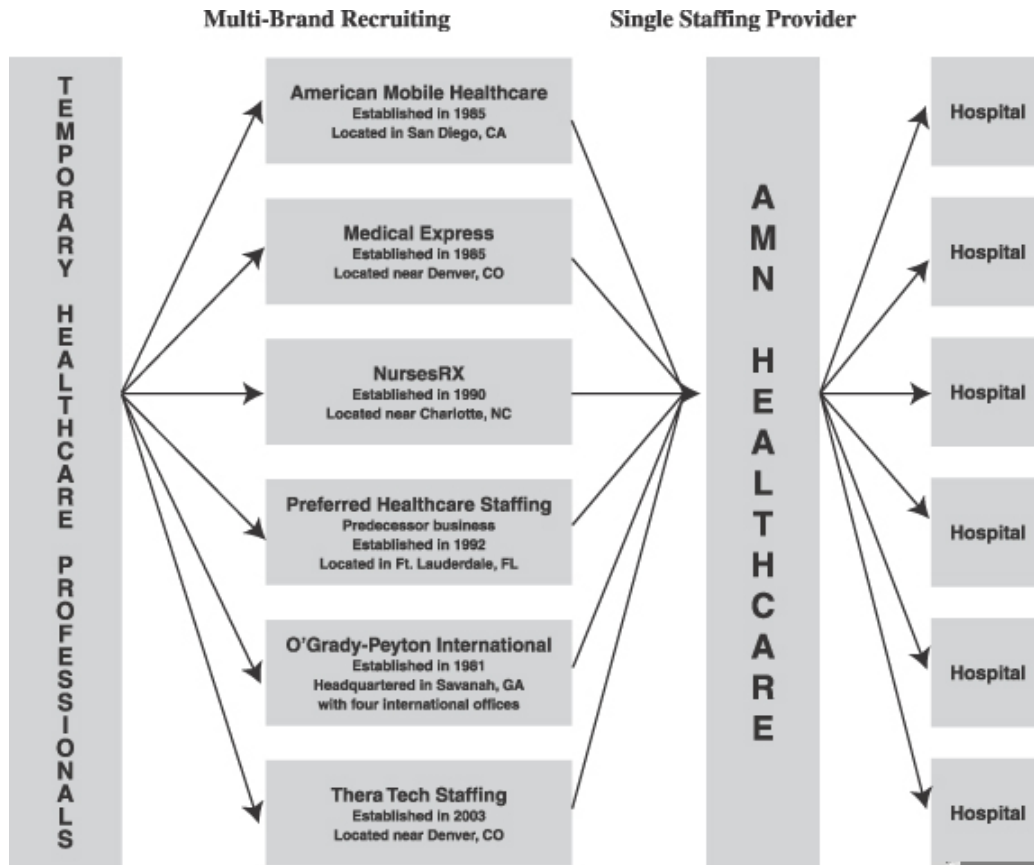 Multi-Brand Recruiting
Single Staffing Provider
TEMPORARY HEALTHCARE PROFESSIONALS
American Mobile Healthcare
Established in 1985
Located in San Diego, CA
Medical Express
Established in 1985
Located near Denver, CO
NursesRX
Established in 1990
Located near Charlotte, NC
Preferred Healthcare Staffing
Predecessor business
Established in 1992
Located in Ft. Lauderdale, FL
O'Grady-Peyton International
Established in 1981
Headquartered in Savanah, GA
with four international offices
Thera Tech Staffing
Established in 2003
Located near Denver, CO
AMN HEALTHCARE
Hospital
Hospital
Hospital
Hospital
Hospital
Hospital